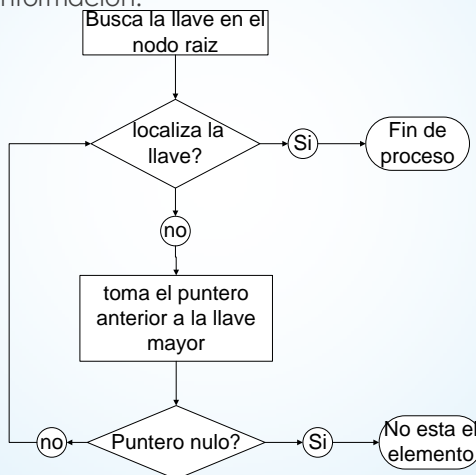 Busca la llave en el
nodo raiz
localiza la
llave?
Si
Fin de
proceso
no
toma el puntero
anterior a la llave
mayor
no
Puntero nulo?
Si
No esta el
elemento